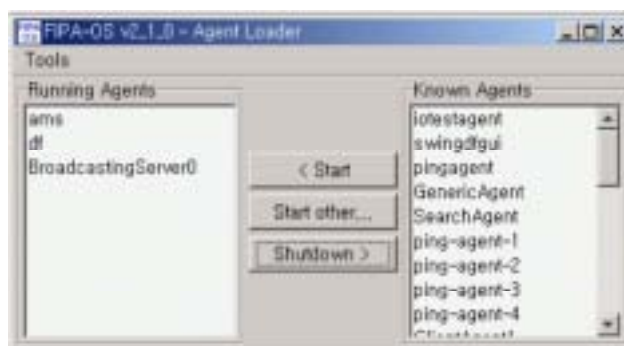 FIPA-OS v2_1_0 - Agent Loader
Tools
Running Agents
ams
df
BroadcastingServer0
< Start
Start other...
Shutdown >
Known Agents
iotestagent
swingdfgui
pingagent
GenericAgent
SearchAgent
ping-agent-1
ping-agent-2
ping-agent-3
ping-agent-4